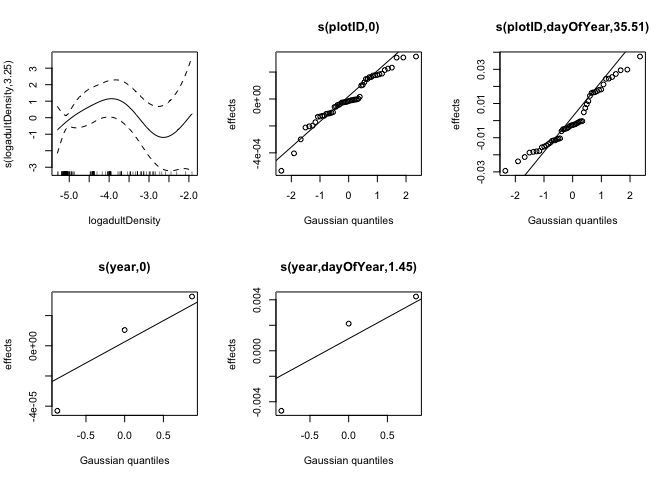 s(logadultDensity,3.25)
3
2
1
0
-1
-3
-5.0
-4.0
-3.0
-2.0
logadultDensity
s(plotID,0)
effects
0e+00
-4e-04
-2
-1
0
1
2
Gaussian quantiles
s(plotID,dayOfYear,35.51)
effects
0.03
0.01
-0.01
-0.03
-2
-1
0
1
2
Gaussian quantiles
s(year,0)
effects
0e+00
-4e-05
-0.5
0.0
0.5
Gaussian quantiles
s(year,dayOfYear,1.45)
effects
0.004
0.000
-0.004
-0.5
0.0
0.5
Gaussian quantiles